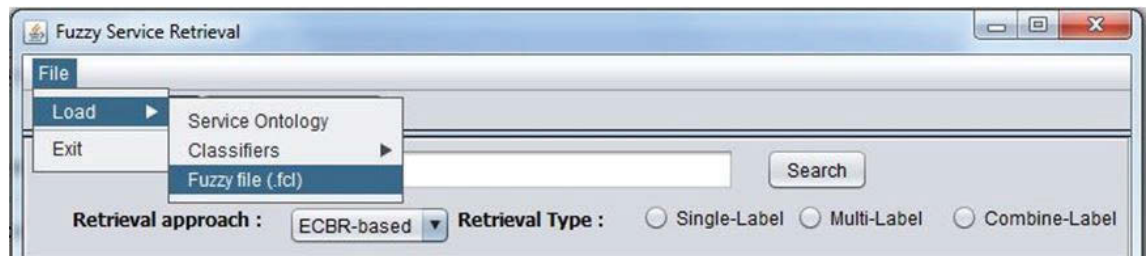 Fuzzy Service Retrieval
File
Load
Service Ontology
Exit
Classifiers
Fuzzy file (.fcl)
Search
Retrieval approach : ECBR-based Retrieval Type : Single-Label Multi-Label Combine-Label